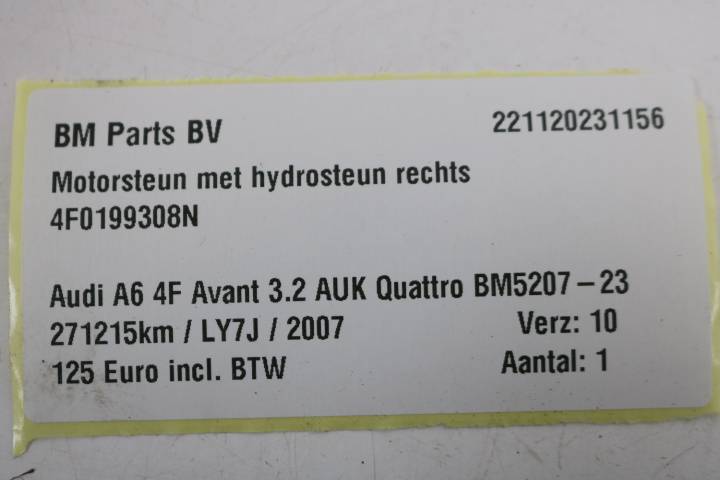 BM Parts BV 221120231156
Motorsteun met hydrosteun rechts
4F0199308N
Audi A6 4F Avant 3.2 AUK Quattro BM5207-23
271215km / LY7J / 2007 Verz: 10
125 Euro incl. BTW Aantal: 1